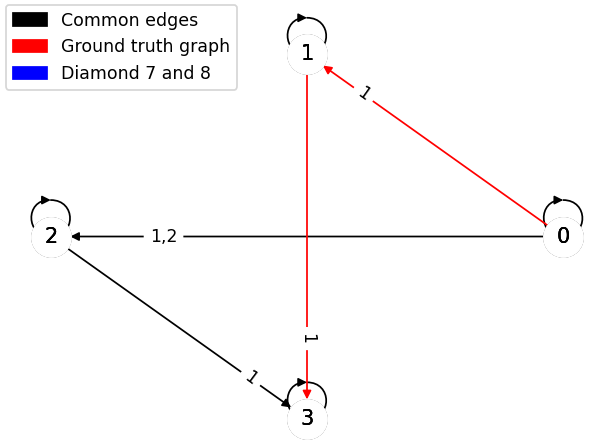 Common edges
Ground truth graph
Diamond 7 and 8
1
1
2
1,2
0
1
1
3